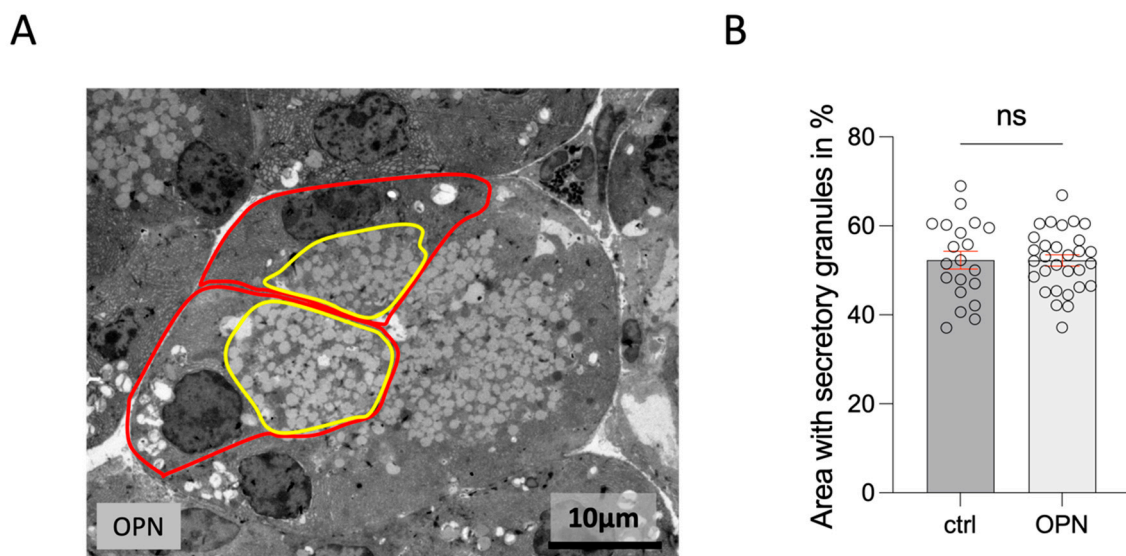 A
OPN
10µm
B
Area with secretory granules in %
ns
80
60
40
20
0
ctrl
OPN